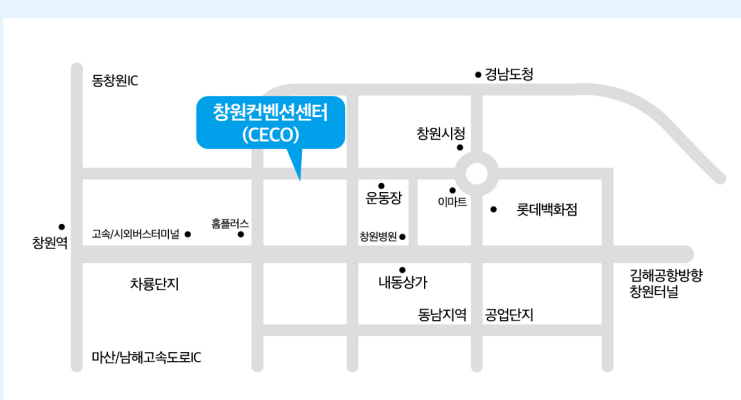 경남도청
동창원IC
창원컨벤션센터
(CECO)
창원시청
운동장
이마트
롯데백화점
홈플러스
고속/시외버스터미널
창원병원
창원역
차룡단지
내동상가
김해공항방향
창원터널
동남지역 공업단지
마산/남해고속도로IC